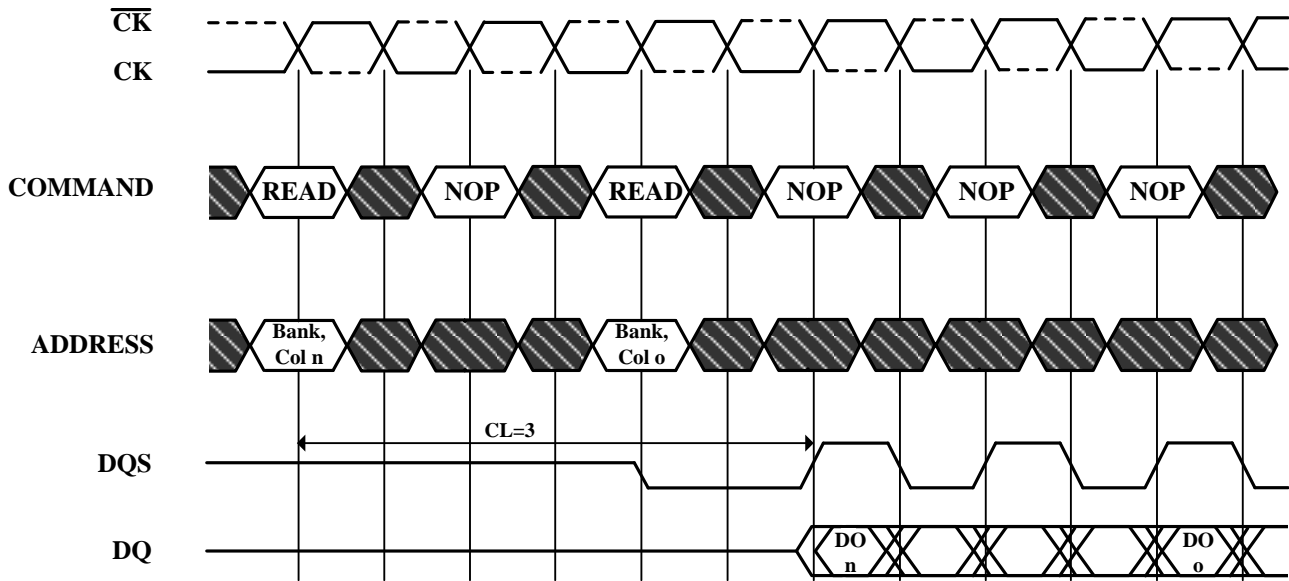 CK
CK
COMMAND
READ
NOP
READ
NOP
NOP
NOP
ADDRESS
Bank,
Col n
Bank,
Col o
CL=3
DQS
DQ
DO
n
DO
o